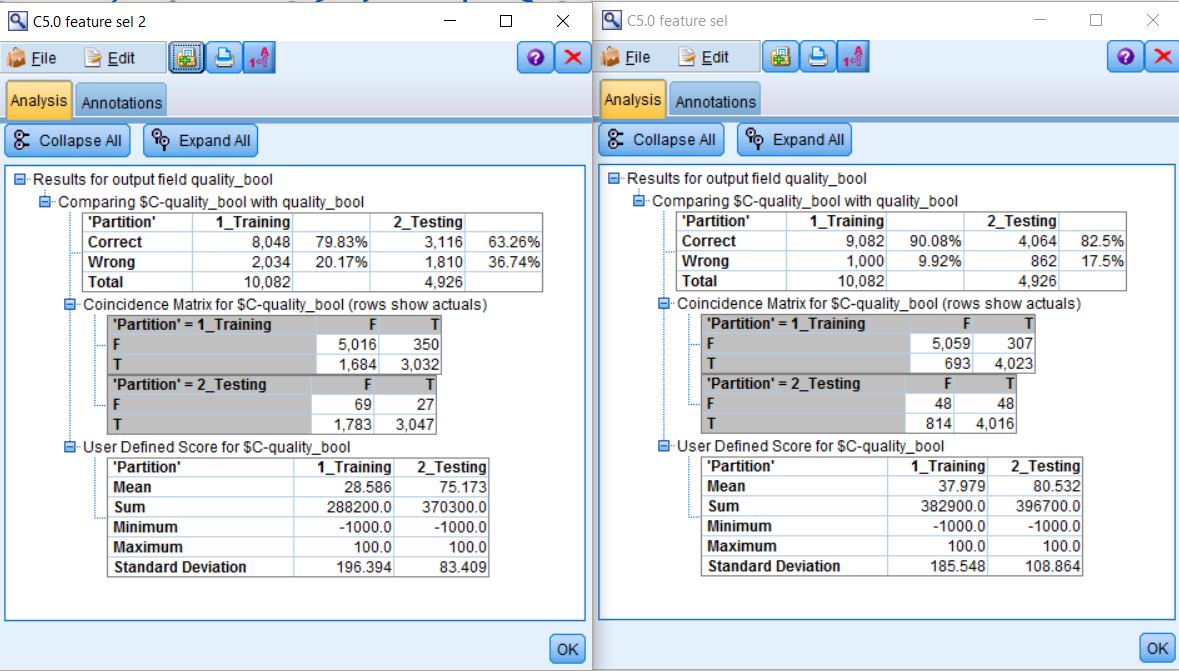 C5.0 feature sel 2
File Edit
Analysis Annotations
Collapse All Expand All
Results for output field quality_bool
Comparing $C-quality_bool with quality_bool
'Partition' 1_Training 2_Testing
Correct 8,048 79.83% 3,116 63.26%
Wrong 2,034 20.17% 1,810 36.74%
Total 10,082 4,926
Coincidence Matrix for $C-quality_bool (rows show actuals)
'Partition' = 1_Training F T
F 5,016 350
T 1,684 3,032
'Partition' = 2_Testing F T
F 69 27
T 1,783 3,047
User Defined Score for $C-quality_bool
'Partition' 1_Training 2_Testing
Mean 28.586 75.173
Sum 288200.0 370300.0
Minimum -1000.0 -1000.0
Maximum 100.0 100.0
Standard Deviation 196.394 83.409
OK
C5.0 feature sel
File Edit
Analysis Annotations
Collapse All Expand All
Results for output field quality_bool
Comparing $C-quality_bool with quality_bool
'Partition' 1_Training 2_Testing
Correct 9,082 90.08% 4,064 82.5%
Wrong 1,000 9.92% 862 17.5%
Total 10,082 4,926
Coincidence Matrix for $C-quality_bool (rows show actuals)
'Partition' = 1_Training F T
F 5,059 307
T 693 4,023
'Partition' = 2_Testing F T
F 48 48
T 814 4,016
User Defined Score for $C-quality_bool
'Partition' 1_Training 2_Testing
Mean 37.979 80.532
Sum 382900.0 396700.0
Minimum -1000.0 -1000.0
Maximum 100.0 100.0
Standard Deviation 185.548 108.864
OK